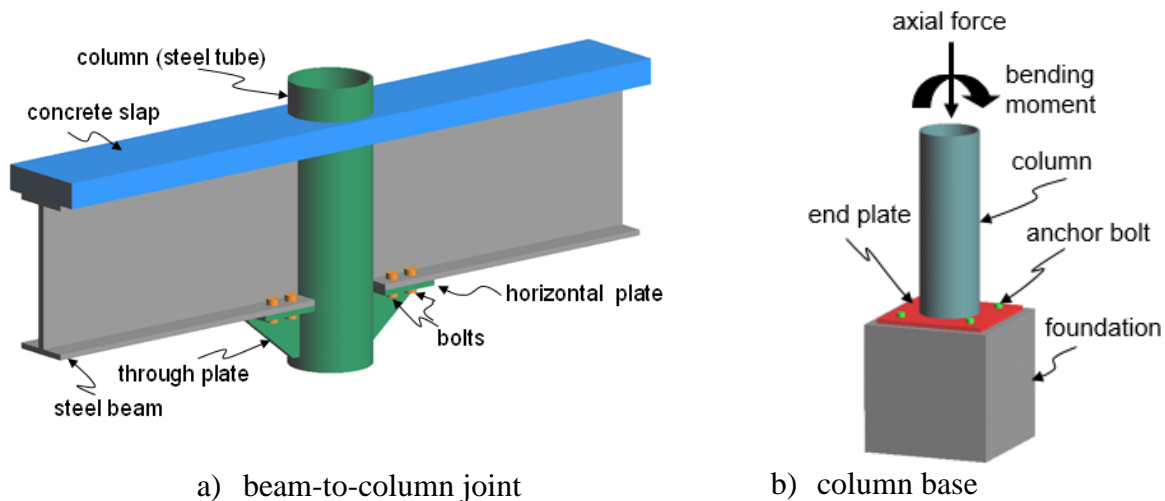 column (steel tube)
concrete slap
horizontal plate
bolts
through plate
steel beam
a) beam-to-column joint
axial force
bending
moment
column
end plate
anchor bolt
foundation
b) column base